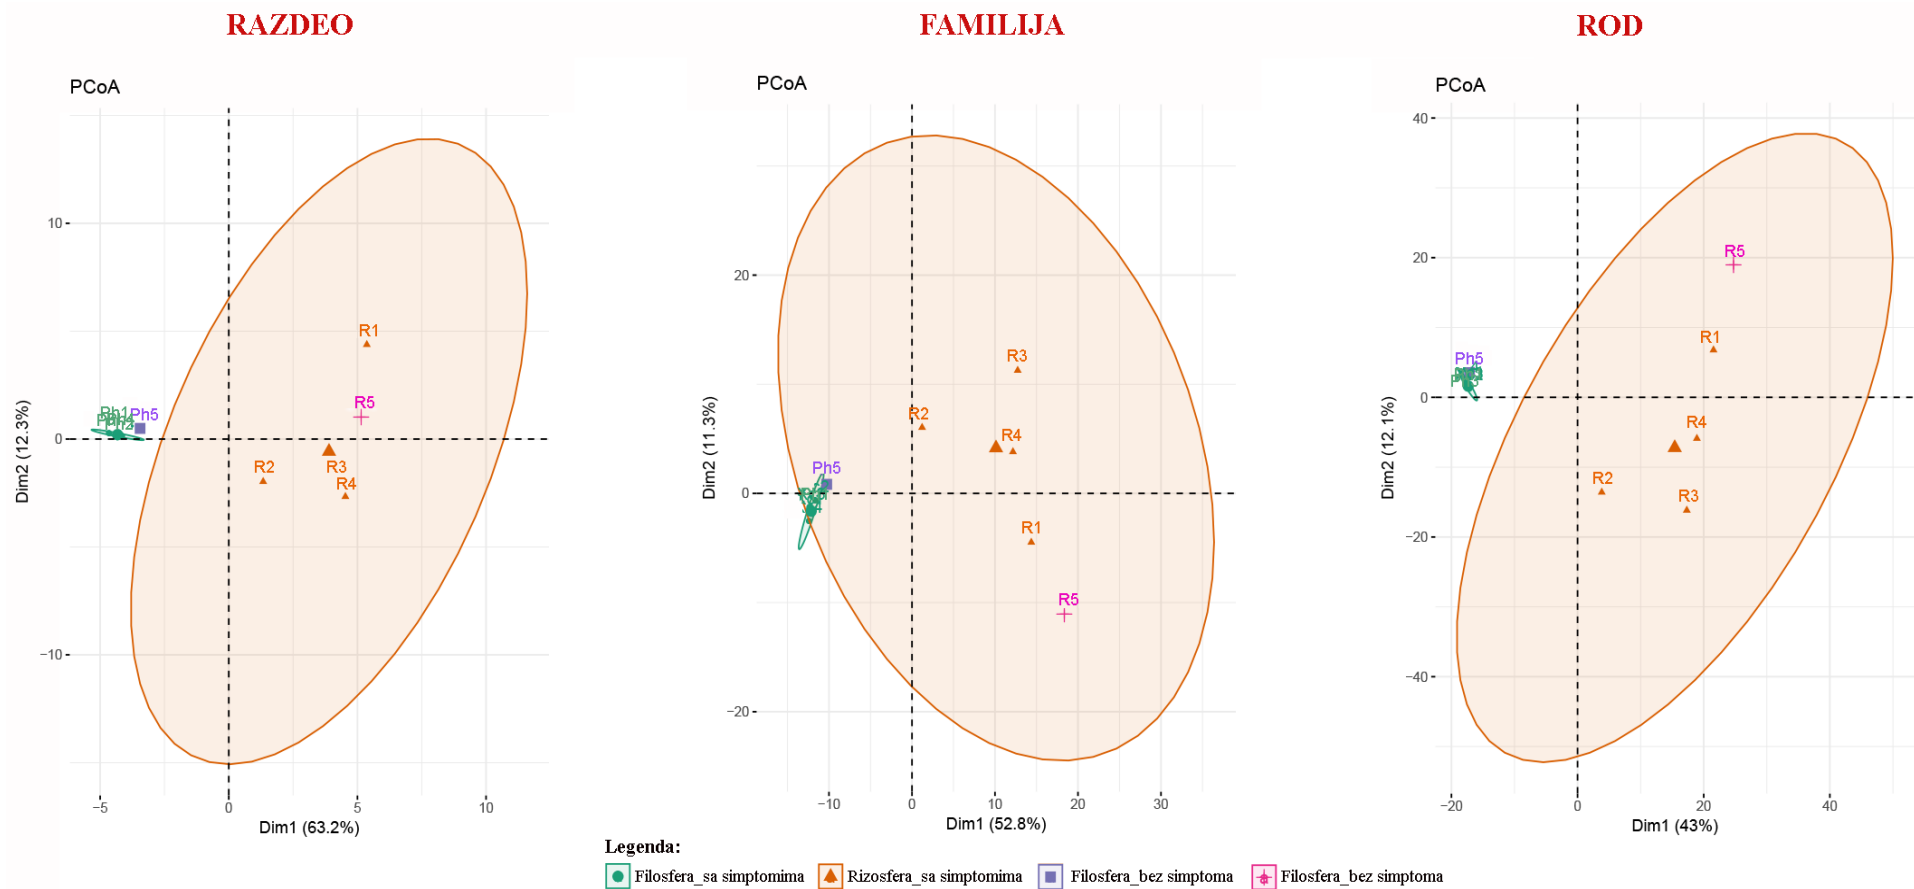 RAZDEO
FAMILIJA
ROD
PCoA
10
0
−10
−5
0
5
10
Dim2 (12.3%)
Dim1 (63.2%)
R1
R5
R2
R3
R4
Ph1
Ph5
PCoA
20
0
−20
−10
0
10
20
30
Dim2 (11.3%)
Dim1 (52.8%)
R3
R2
R4
R1
R5
Ph5
PCoA
40
20
0
−20
−40
−20
0
20
40
Dim2 (12.1%)
Dim1 (43%)
R5
R1
R4
R2
R3
Ph5
Legenda:
Filosfera_sa simptomima
Rizosfera_sa simptomima
Filosfera_bez simptoma
Filosfera_bez simptoma